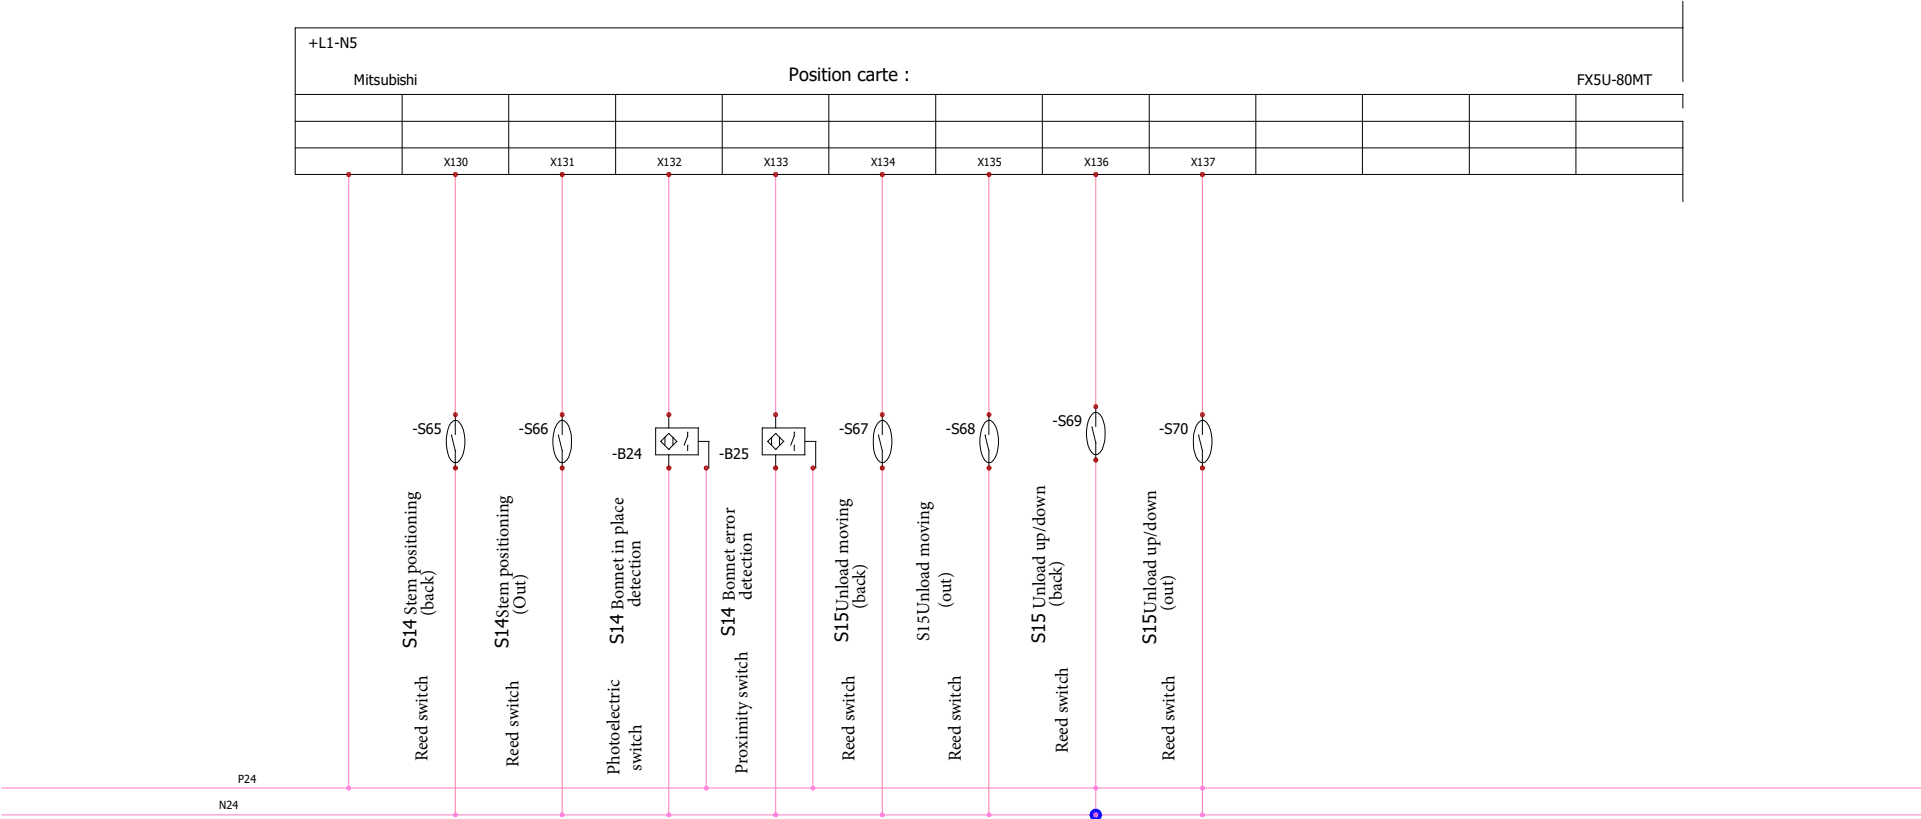 +L1-N5
Mitsubishi
Position carte :
FX5U-80MT
X130
X131
X132
X133
X134
X135
X136
X137
-S65
-S66
-B24
-B25
-S67
-S68
-S69
-S70
S14 Stem positioning
(back)
S14Stem positioning
(Out)
S14 Bonnet in place
detection
S14 Bonnet error
detection
S15Unload moving
(back)
S15Unload moving
(out)
S15 Unload up/down
(back)
S15Unload up/down
(out)
Reed switch
Reed switch
Photoelectric
switch
Proximity switch
Reed switch
Reed switch
Reed switch
Reed switch
P24
N24